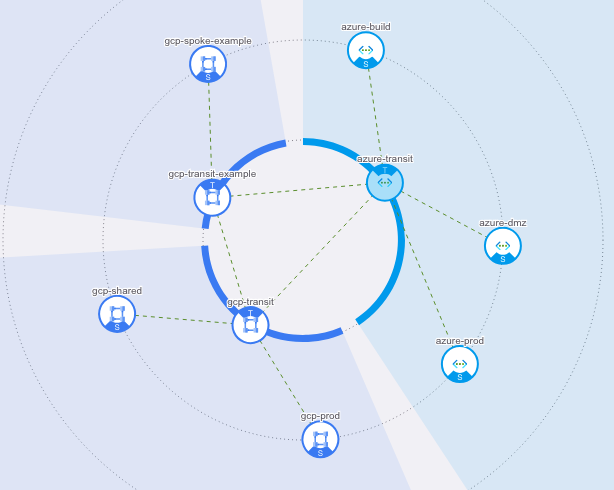 azure-build
gcp-spoke-example
S
S
azure-transit
T
gcp-transit-example
T
azure-dmz
S
gcp-shared
S
gcp-transit
T
azure-prod
S
gcp-prod
S